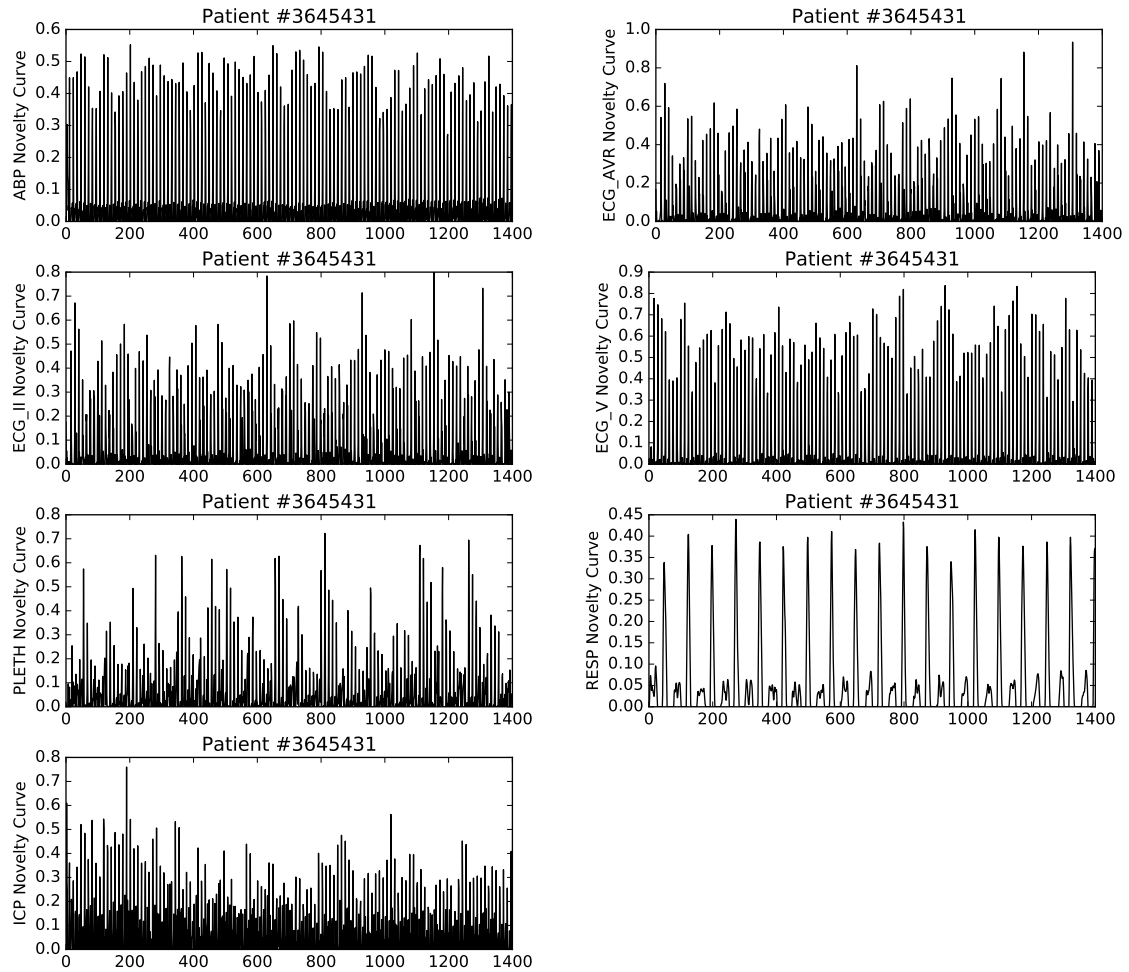 Patient #3645431
ABP Novelty Curve
0.6
0.5
0.4
0.3
0.2
0.1
0.0
0 200 400 600 800 1000 1200 1400
Patient #3645431
ECG_AVR Novelty Curve
1.0
0.8
0.6
0.4
0.2
0.0
0 200 400 600 800 1000 1200 1400
Patient #3645431
ECG_II Novelty Curve
0.8
0.7
0.6
0.5
0.4
0.3
0.2
0.1
0.0
0 200 400 600 800 1000 1200 1400
Patient #3645431
ECG_V Novelty Curve
0.9
0.8
0.7
0.6
0.5
0.4
0.3
0.2
0.1
0.0
0 200 400 600 800 1000 1200 1400
Patient #3645431
PLETH Novelty Curve
0.8
0.7
0.6
0.5
0.4
0.3
0.2
0.1
0.0
0 200 400 600 800 1000 1200 1400
Patient #3645431
RESP Novelty Curve
0.45
0.40
0.35
0.30
0.25
0.20
0.15
0.10
0.05
0.00
0 200 400 600 800 1000 1200 1400
Patient #3645431
ICP Novelty Curve
0.8
0.7
0.6
0.5
0.4
0.3
0.2
0.1
0.0
0 200 400 600 800 1000 1200 1400